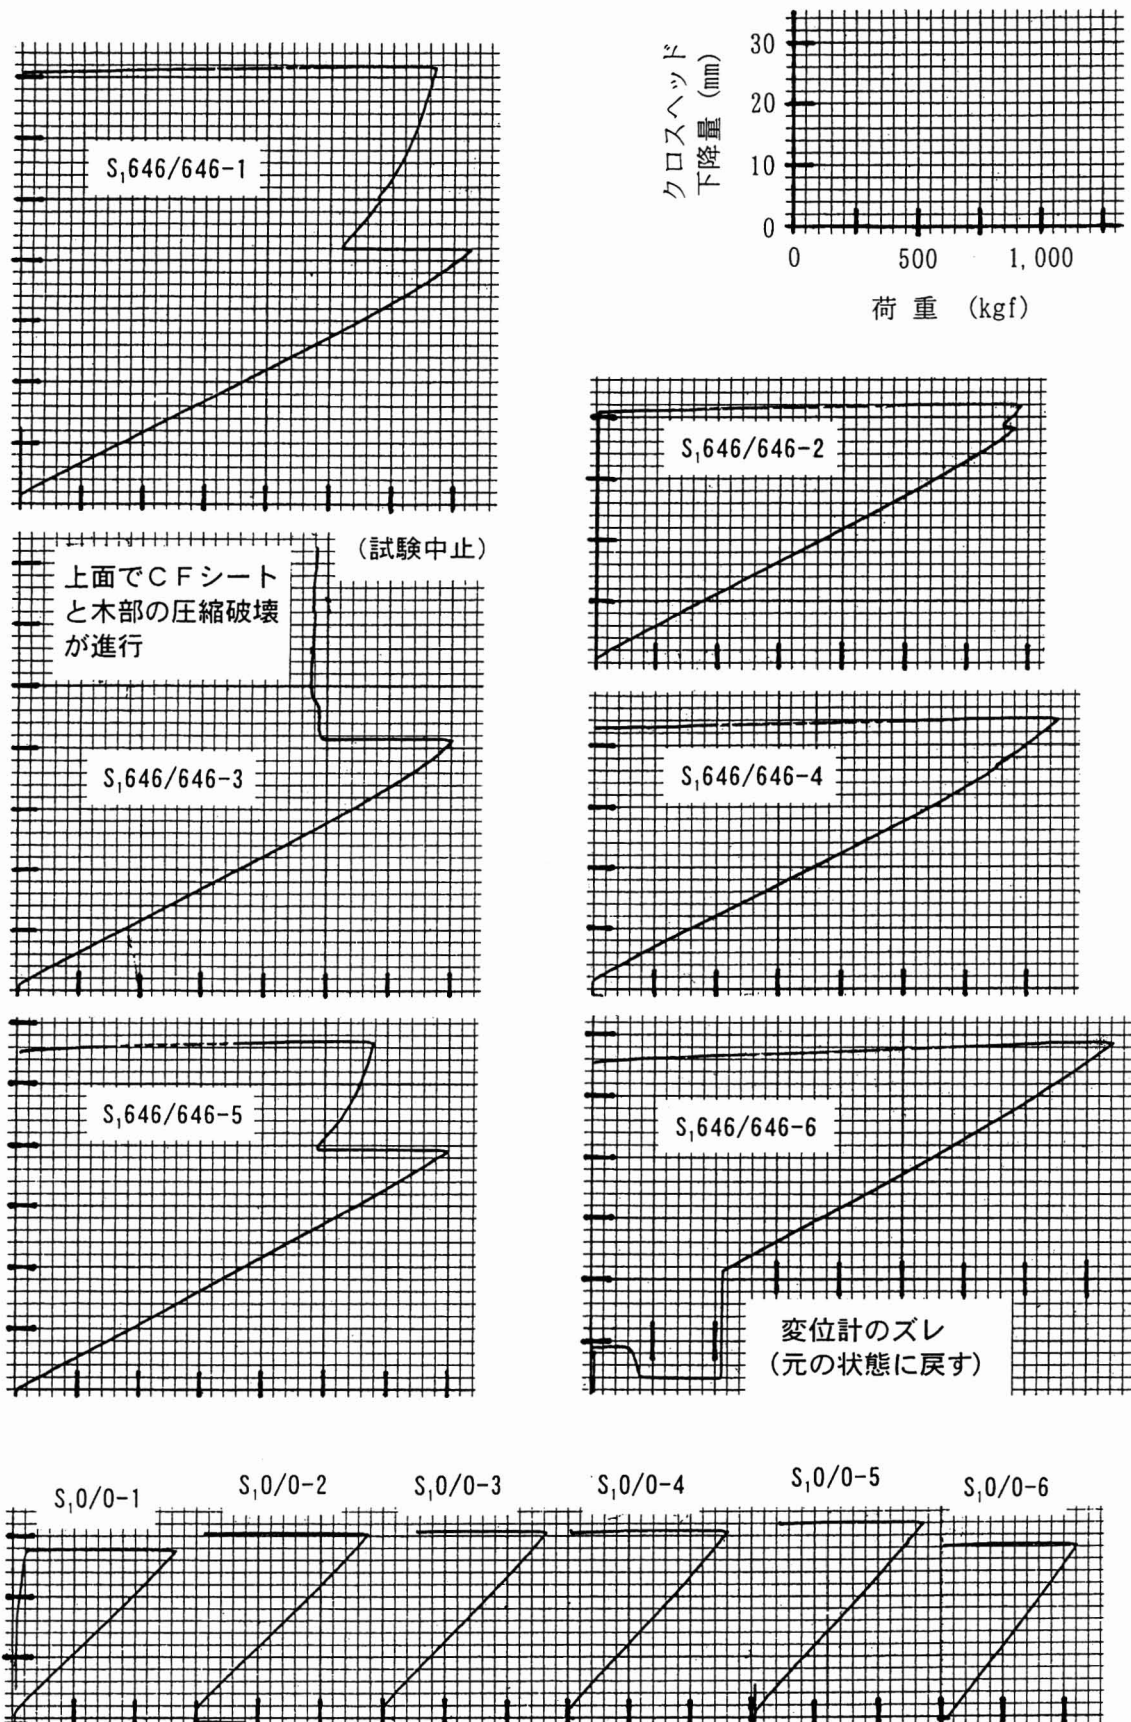 S₁646/646-1
クロスヘッド
下降量 (mm)
30
20
10
0
0 500 1,000
荷重 (kgf)
S₁646/646-2
(試験中止)
上面でCFシート
と木部の圧縮破壊
が進行
S₁646/646-3
S₁646/646-4
S₁646/646-5
S₁646/646-6
変位計のズレ
(元の状態に戻す)
S₁0/0-1 S₁0/0-2 S₁0/0-3 S₁0/0-4 S₁0/0-5 S₁0/0-6